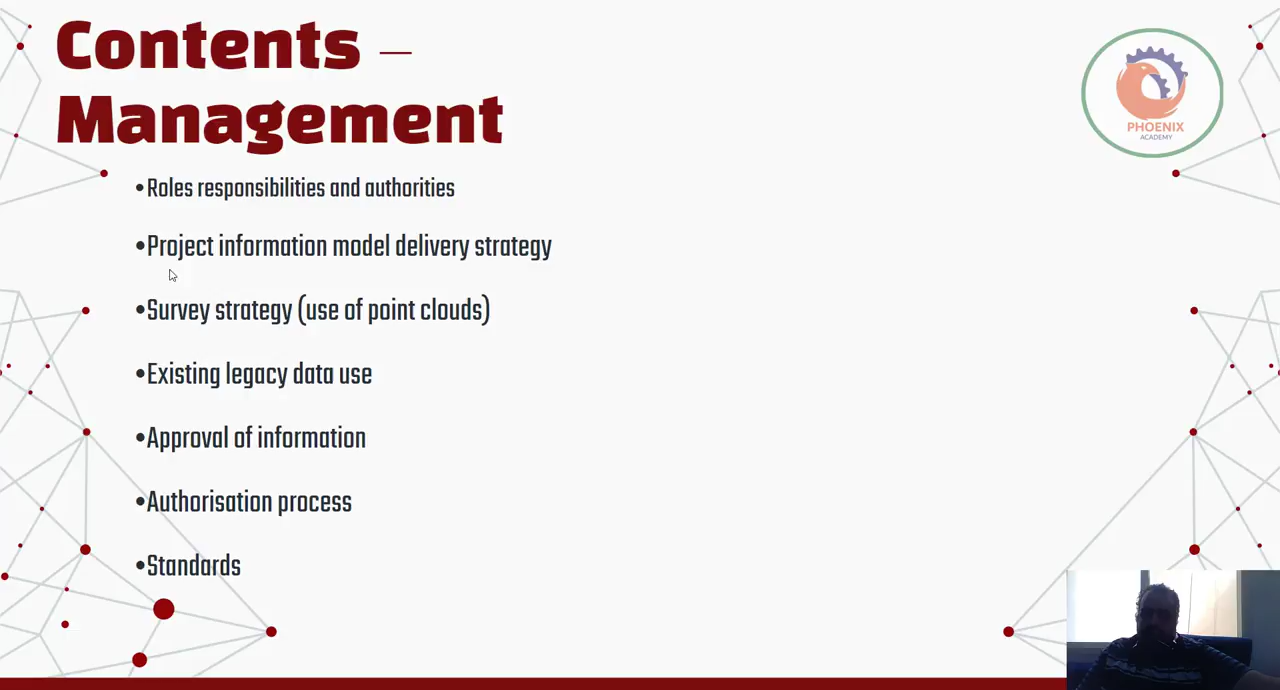 Contents –
Management
PHOENIX
ACADEMY
•Roles responsibilities and authorities
•Project information model delivery strategy
•Survey strategy (use of point clouds)
•Existing legacy data use
•Approval of information
•Authorisation process
•Standards